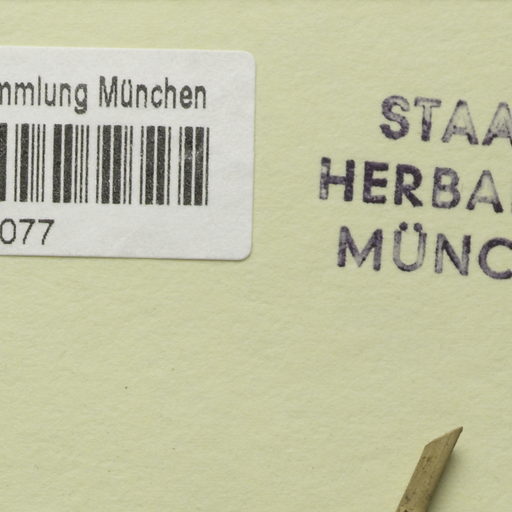 mmlung München
077
STAA
HERBA
MÜNC